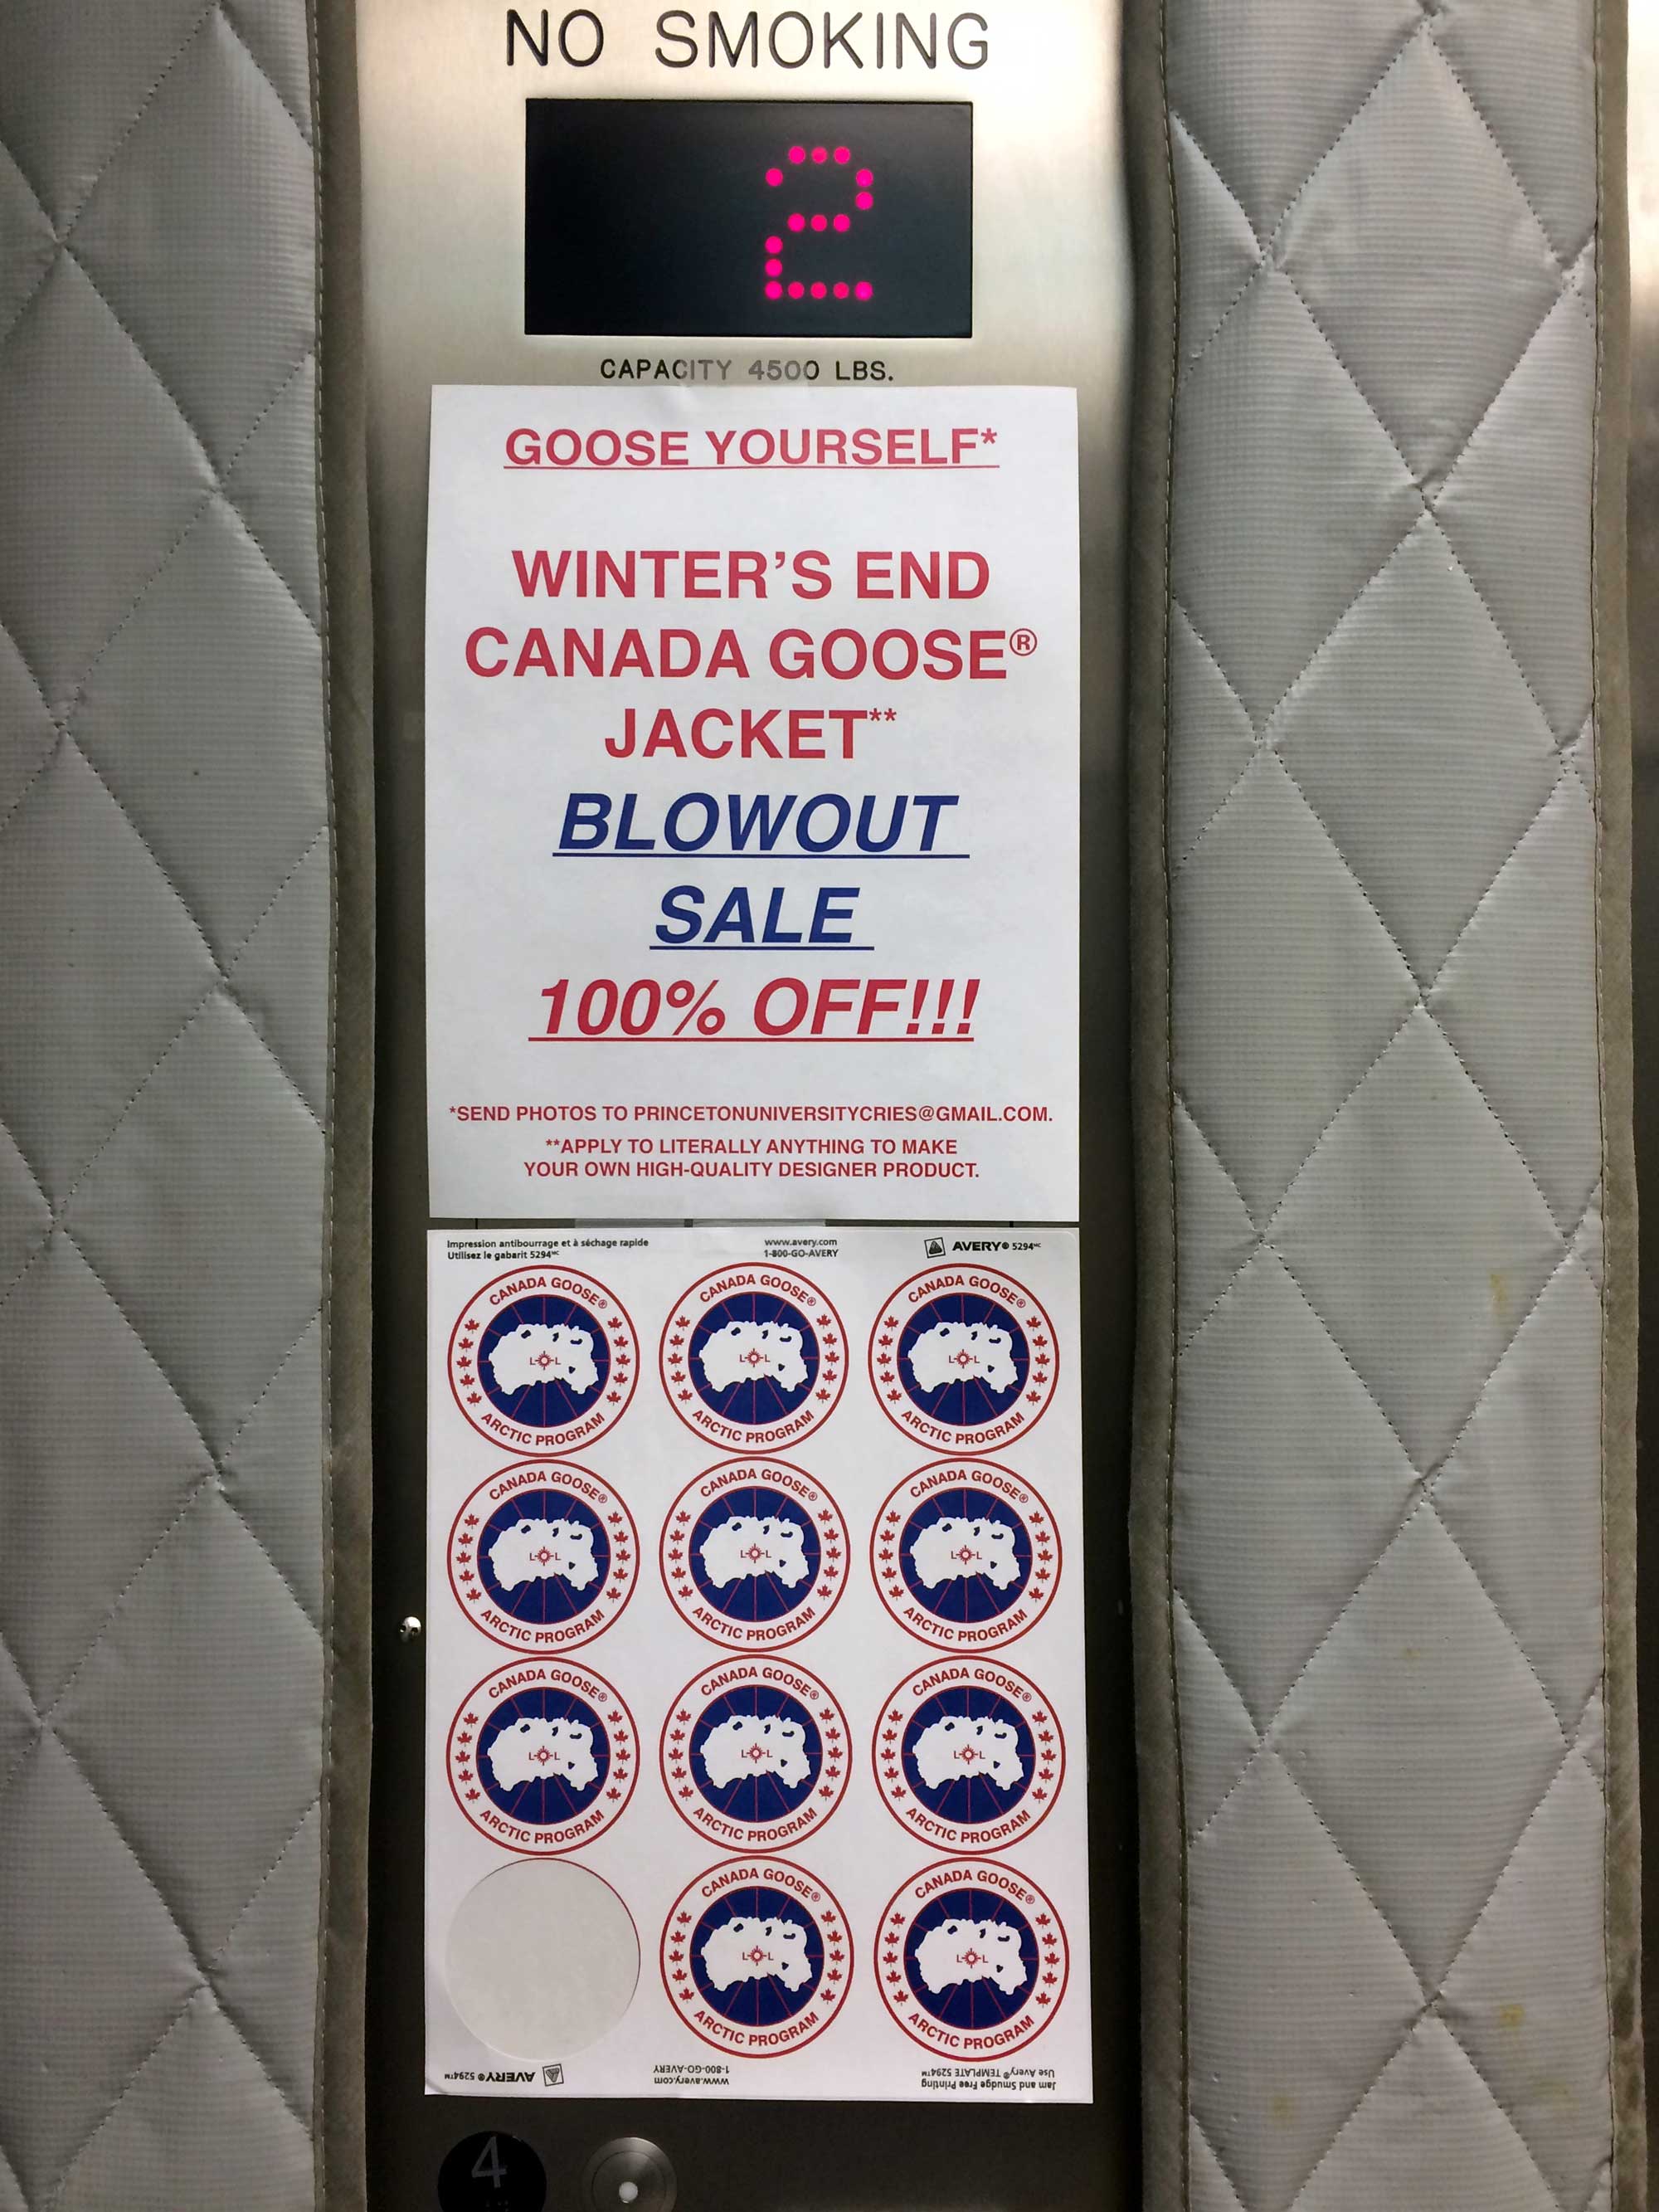 NO SMOKING
2
CAPACITY 4500 LBS.
GOOSE YOURSELF*
WINTER'S END
CANADA GOOSE®
JACKET**
BLOWOUT
SALE
100% OFF!!!
*SEND PHOTOS TO PRINCETONUNIVERSITYCRIES@GMAIL.COM.
**APPLY TO LITERALLY ANYTHING TO MAKE
YOUR OWN HIGH-QUALITY DESIGNER PRODUCT.
Impression antibourrage et à séchage rapide
Utilisez le gabarit 5294MC
www.avery.com
1-800-GO-AVERY
AVERY® 5294MC
CANADA GOOSE®
L-O-L
ARCTIC PROGRAM
CANADA GOOSE®
L-O-L
ARCTIC PROGRAM
CANADA GOOSE®
L-O-L
ARCTIC PROGRAM
CANADA GOOSE®
L-O-L
ARCTIC PROGRAM
CANADA GOOSE®
L-O-L
ARCTIC PROGRAM
CANADA GOOSE®
L-O-L
ARCTIC PROGRAM
CANADA GOOSE®
L-O-L
ARCTIC PROGRAM
CANADA GOOSE®
L-O-L
ARCTIC PROGRAM
CANADA GOOSE®
L-O-L
ARCTIC PROGRAM
CANADA GOOSE®
L-O-L
ARCTIC PROGRAM
CANADA GOOSE®
L-O-L
ARCTIC PROGRAM
Jam and Smudge Free Printing
Use Avery® TEMPLATE 5294™
www.avery.com
1-800-GO-AVERY
AVERY® 5294™
4